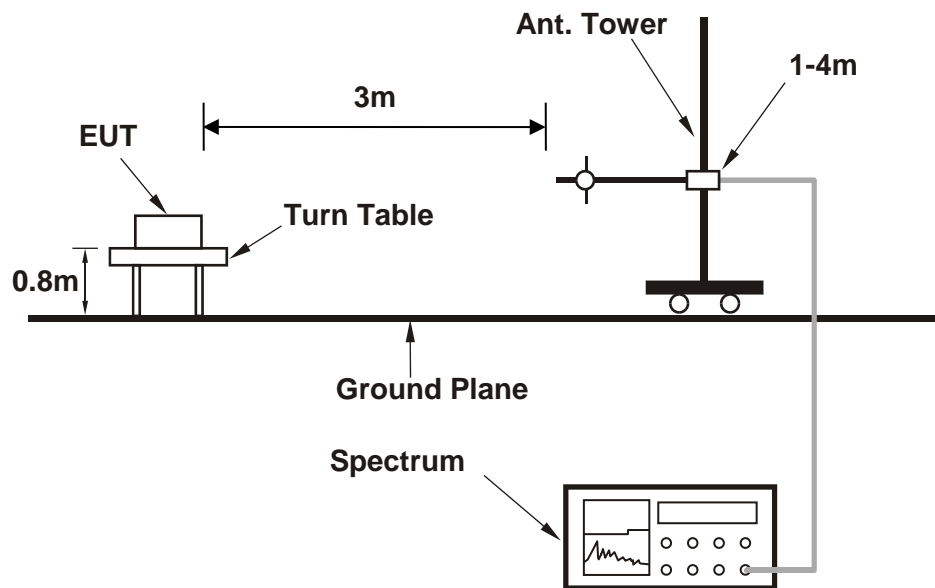 Ant. Tower
1-4m
3m
EUT
Turn Table
0.8m
Ground Plane
Spectrum